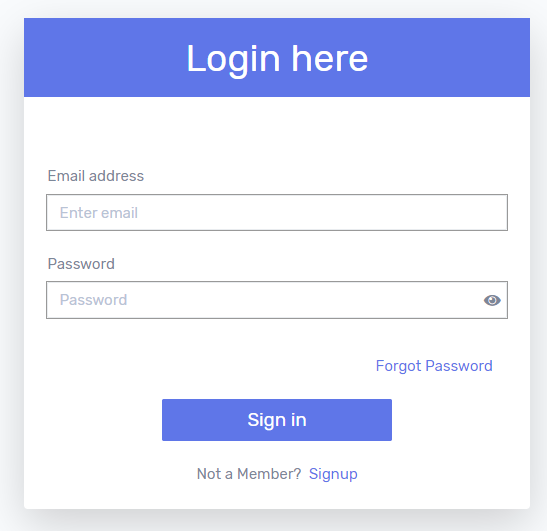 Login here
Email address
Enter email
Password
Password
Forgot Password
Sign in
Not a Member? Signup